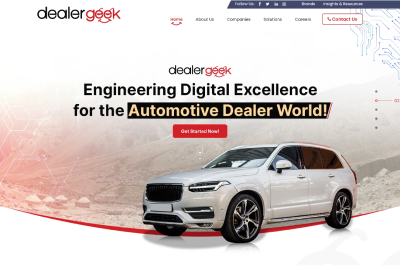 dealergeek
Follow Us:
Brands
Insights & Resources
Home
About Us
Companies
Solutions
Careers
Contact Us
dealergeek
Engineering Digital Excellence
for the Automotive Dealer World!
Get Started Now!